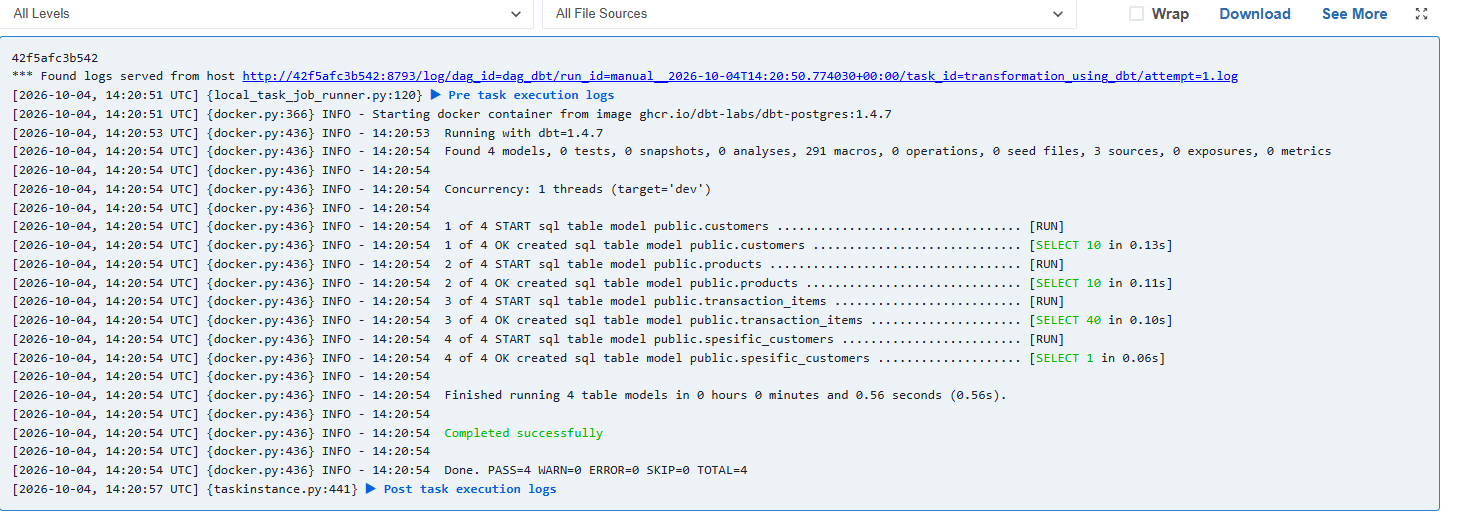 All Levels All File Sources Wrap Download See More
42f5afc3b542
*** Found logs served from host http://42f5afc3b542:8793/log/dag_id=dag_dbt/run_id=manual__2026-10-04T14:20:50.774030+00:00/task_id=transformation_using_dbt/attempt=1.log
[2026-10-04, 14:20:51 UTC] {local_task_job_runner.py:120} ▶ Pre task execution logs
[2026-10-04, 14:20:51 UTC] {docker.py:366} INFO - Starting docker container from image ghcr.io/dbt-labs/dbt-postgres:1.4.7
[2026-10-04, 14:20:53 UTC] {docker.py:436} INFO - 14:20:53  Running with dbt=1.4.7
[2026-10-04, 14:20:54 UTC] {docker.py:436} INFO - 14:20:54  Found 4 models, 0 tests, 0 snapshots, 0 analyses, 291 macros, 0 operations, 0 seed files, 3 sources, 0 exposures, 0 metrics
[2026-10-04, 14:20:54 UTC] {docker.py:436} INFO - 14:20:54
[2026-10-04, 14:20:54 UTC] {docker.py:436} INFO - 14:20:54  Concurrency: 1 threads (target='dev')
[2026-10-04, 14:20:54 UTC] {docker.py:436} INFO - 14:20:54
[2026-10-04, 14:20:54 UTC] {docker.py:436} INFO - 14:20:54  1 of 4 START sql table model public.customers .................................. [RUN]
[2026-10-04, 14:20:54 UTC] {docker.py:436} INFO - 14:20:54  1 of 4 OK created sql table model public.customers ............................. [SELECT 10 in 0.13s]
[2026-10-04, 14:20:54 UTC] {docker.py:436} INFO - 14:20:54  2 of 4 START sql table model public.products ................................... [RUN]
[2026-10-04, 14:20:54 UTC] {docker.py:436} INFO - 14:20:54  2 of 4 OK created sql table model public.products .............................. [SELECT 10 in 0.11s]
[2026-10-04, 14:20:54 UTC] {docker.py:436} INFO - 14:20:54  3 of 4 START sql table model public.transaction_items .......................... [RUN]
[2026-10-04, 14:20:54 UTC] {docker.py:436} INFO - 14:20:54  3 of 4 OK created sql table model public.transaction_items ..................... [SELECT 40 in 0.10s]
[2026-10-04, 14:20:54 UTC] {docker.py:436} INFO - 14:20:54  4 of 4 START sql table model public.spesific_customers ......................... [RUN]
[2026-10-04, 14:20:54 UTC] {docker.py:436} INFO - 14:20:54  4 of 4 OK created sql table model public.spesific_customers .................... [SELECT 1 in 0.06s]
[2026-10-04, 14:20:54 UTC] {docker.py:436} INFO - 14:20:54
[2026-10-04, 14:20:54 UTC] {docker.py:436} INFO - 14:20:54  Finished running 4 table models in 0 hours 0 minutes and 0.56 seconds (0.56s).
[2026-10-04, 14:20:54 UTC] {docker.py:436} INFO - 14:20:54
[2026-10-04, 14:20:54 UTC] {docker.py:436} INFO - 14:20:54  Completed successfully
[2026-10-04, 14:20:54 UTC] {docker.py:436} INFO - 14:20:54
[2026-10-04, 14:20:54 UTC] {docker.py:436} INFO - 14:20:54  Done. PASS=4 WARN=0 ERROR=0 SKIP=0 TOTAL=4
[2026-10-04, 14:20:57 UTC] {taskinstance.py:441} ▶ Post task execution logs